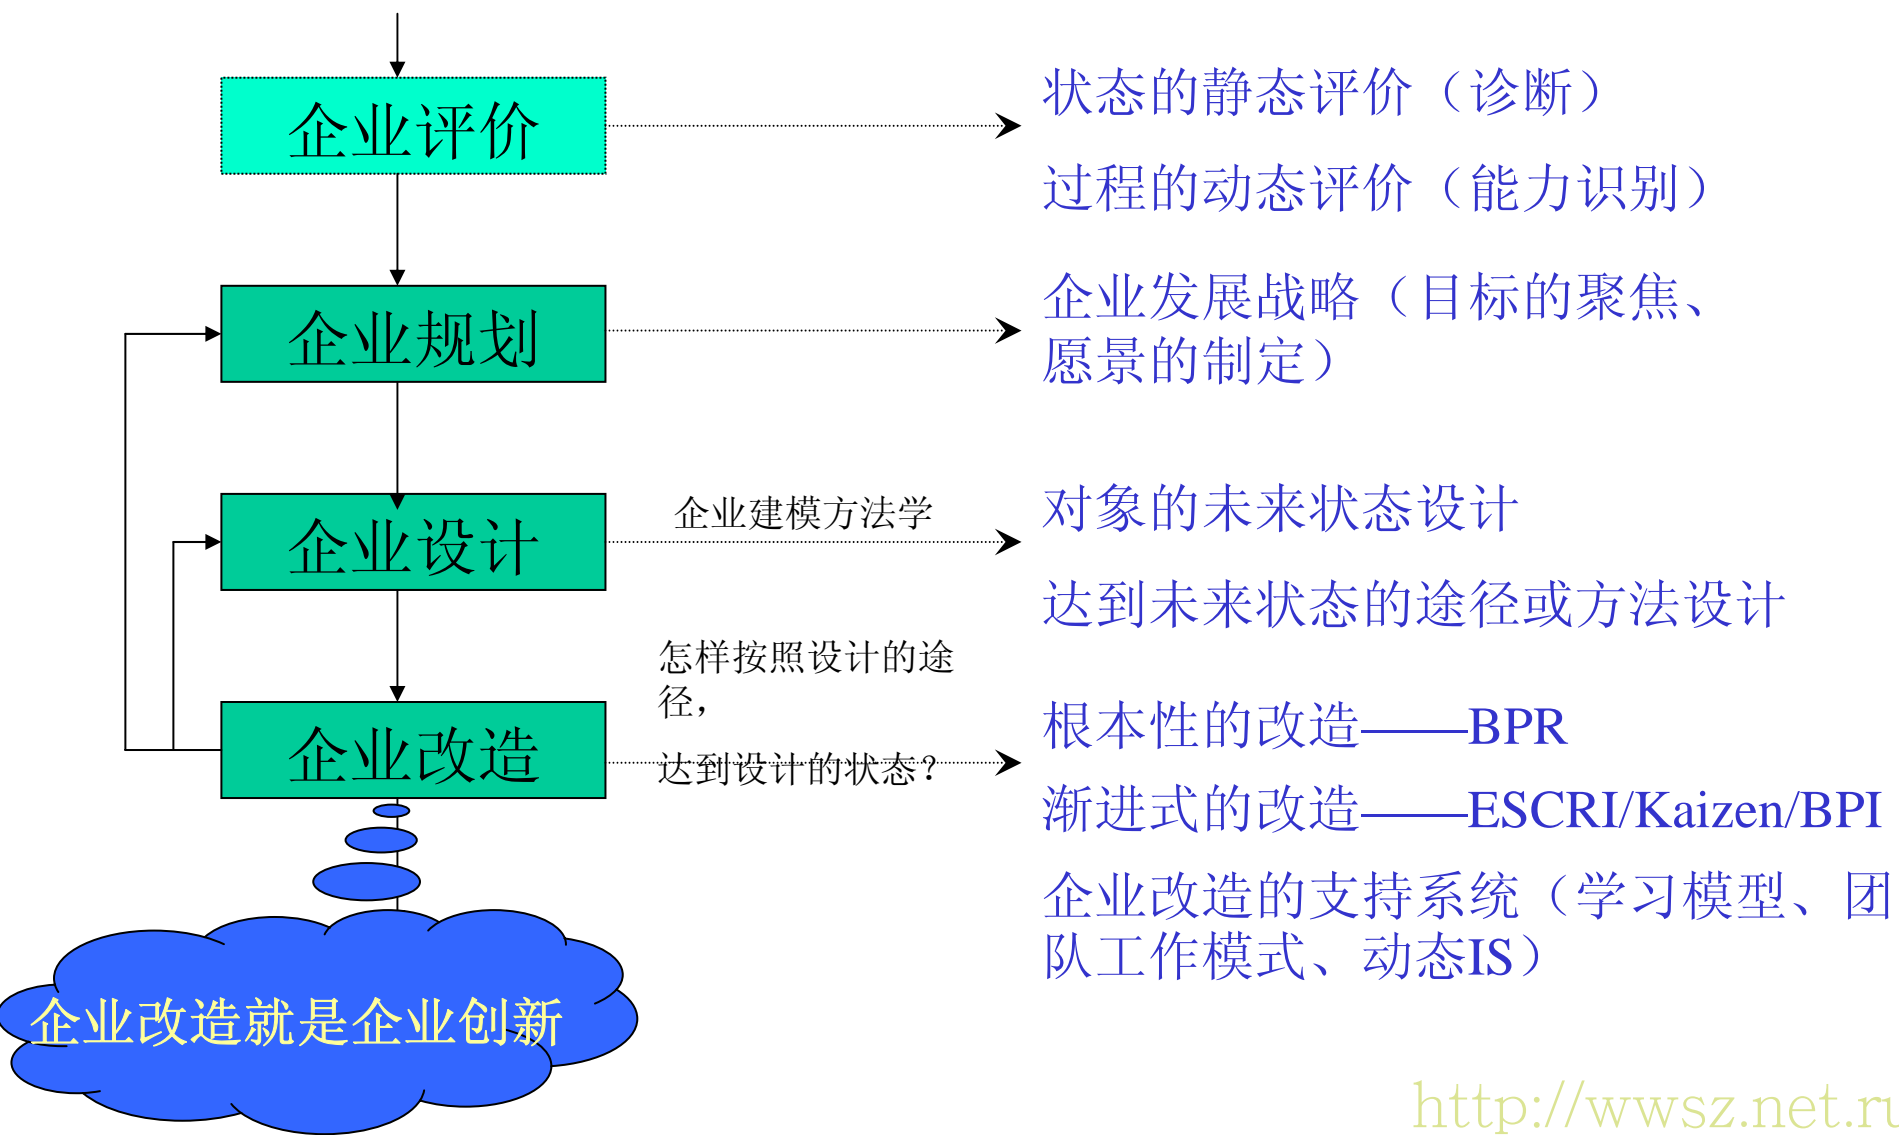 企业评价
状态的静态评价（诊断）
过程的动态评价（能力识别）
企业规划
企业发展战略（目标的聚焦、
愿景的制定）
企业设计
企业建模方法学
对象的未来状态设计
达到未来状态的途径或方法设计
企业改造
怎样按照设计的途
径，
达到设计的状态？
根本性的改造——BPR
渐进式的改造——ESCRI/Kaizen/BPI
企业改造的支持系统（学习模型、团
队工作模式、动态IS）
企业改造就是企业创新
http://wwsz.net.ru